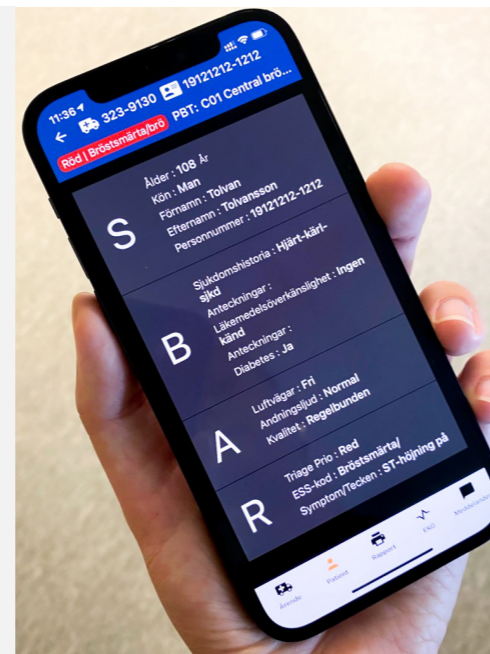 11:36
323-9130 19121212-1212
Röd | Bröstsmärta/brö PBT: C01 Central brö...
S
Ålder : 108 År
Kön : Man
Förnamn : Tolvan
Efternamn : Tolvansson
Personnummer : 19121212-1212
B
Sjukdomshistoria : Hjärt-kärl-
sjkd
Anteckningar :
Läkemedelsöverkänslighet : Ingen
känd
Anteckningar :
Diabetes : Ja
A
Luftvägar : Fri
Andningsljud : Normal
Kvalitet : Regelbunden
R
Triage Prio : Red
ESS-kod : Bröstsmärta/
Symptom/Tecken : ST-höjning på
Ärende
Patient
Rapport
EKG
Meddelanden